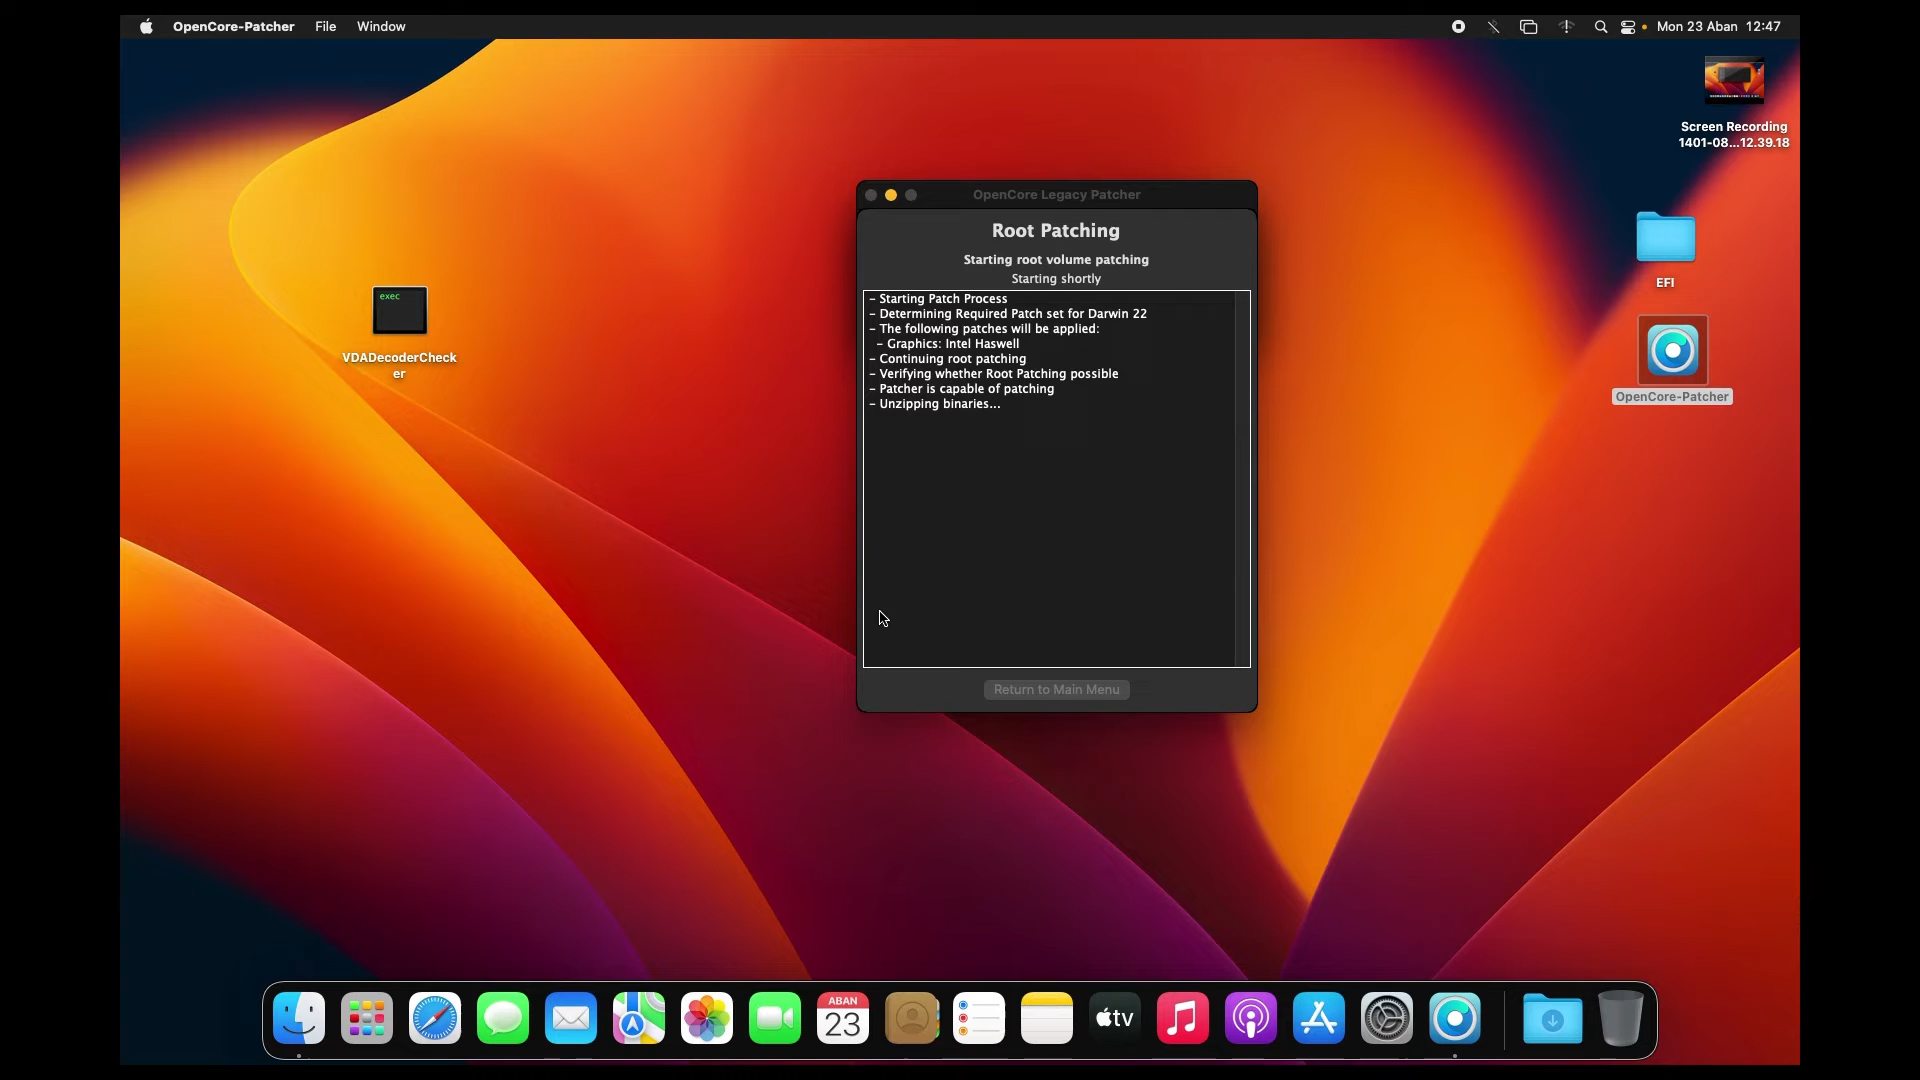 OpenCore-Patcher File Window Mon 23 Aban 12:47
Screen Recording
1401-08...12.39.18
EFI
OpenCore-Patcher
exec
VDADecoderCheck
er
OpenCore Legacy Patcher
Root Patching
Starting root volume patching
Starting shortly
- Starting Patch Process
- Determining Required Patch set for Darwin 22
- The following patches will be applied:
- Graphics: Intel Haswell
- Continuing root patching
- Verifying whether Root Patching possible
- Patcher is capable of patching
- Unzipping binaries...
Return to Main Menu
ABAN
23
tv